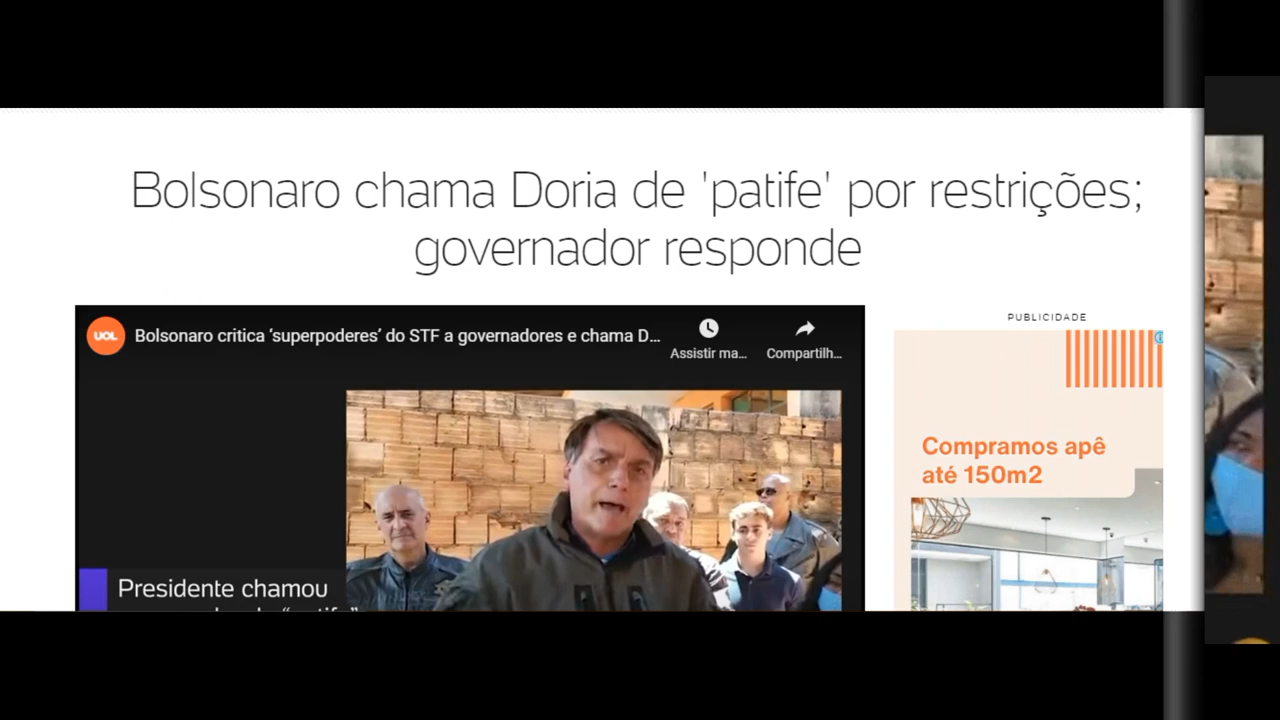 Bolsonaro chama Doria de 'patife' por restrições;
governador responde
UOL
Bolsonaro critica ‘superpoderes’ do STF a governadores e chama D...
Assistir ma...
Compartilh...
PUBLICIDADE
Compramos apê
até 150m2
Presidente chamou